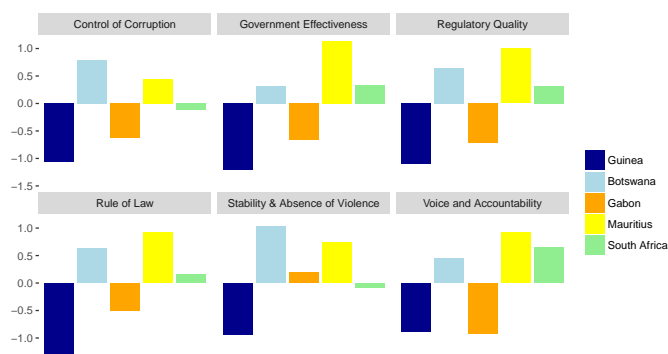 Control of Corruption
Government Effectiveness
Regulatory Quality
1.0
0.5
0.0
−0.5
−1.0
−1.5
Rule of Law
Stability & Absence of Violence
Voice and Accountability
1.0
0.5
0.0
−0.5
−1.0
Guinea
Botswana
Gabon
Mauritius
South Africa